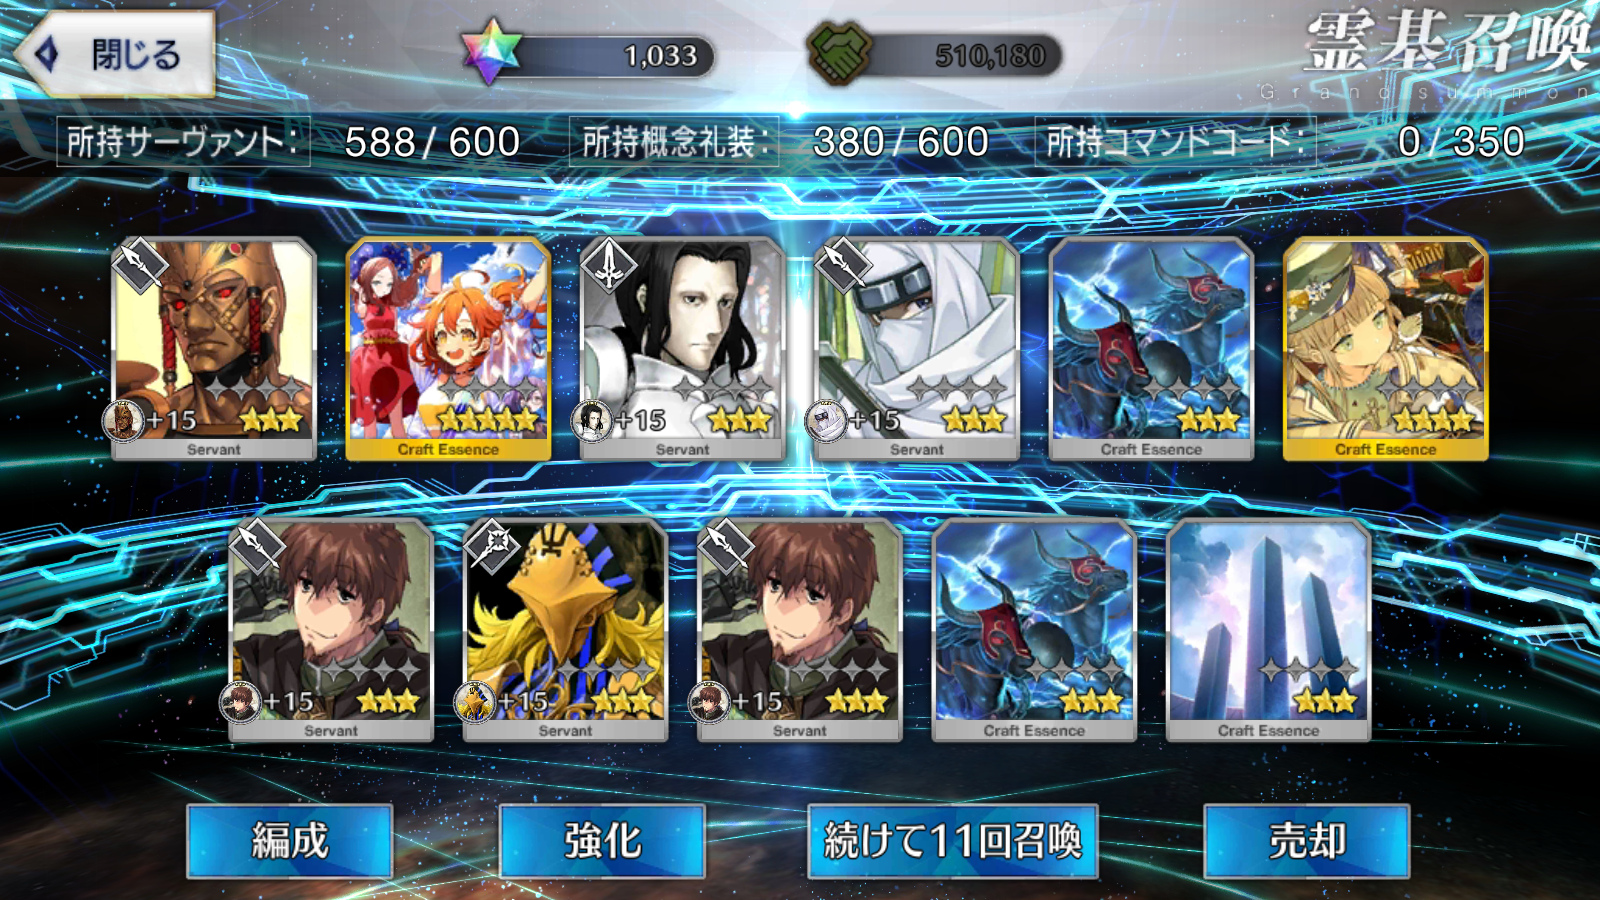 閉じる
1,033
510,180
霊基召喚
Grand summon
所持サーヴァント: 588 / 600
所持概念礼装: 380 / 600
所持コマンドコード: 0 / 350
+15
Servant
Craft Essence
+15
Servant
+15
Servant
Craft Essence
Craft Essence
+15
Servant
+15
Servant
+15
Servant
Craft Essence
Craft Essence
編成
強化
続けて11回召喚
売却